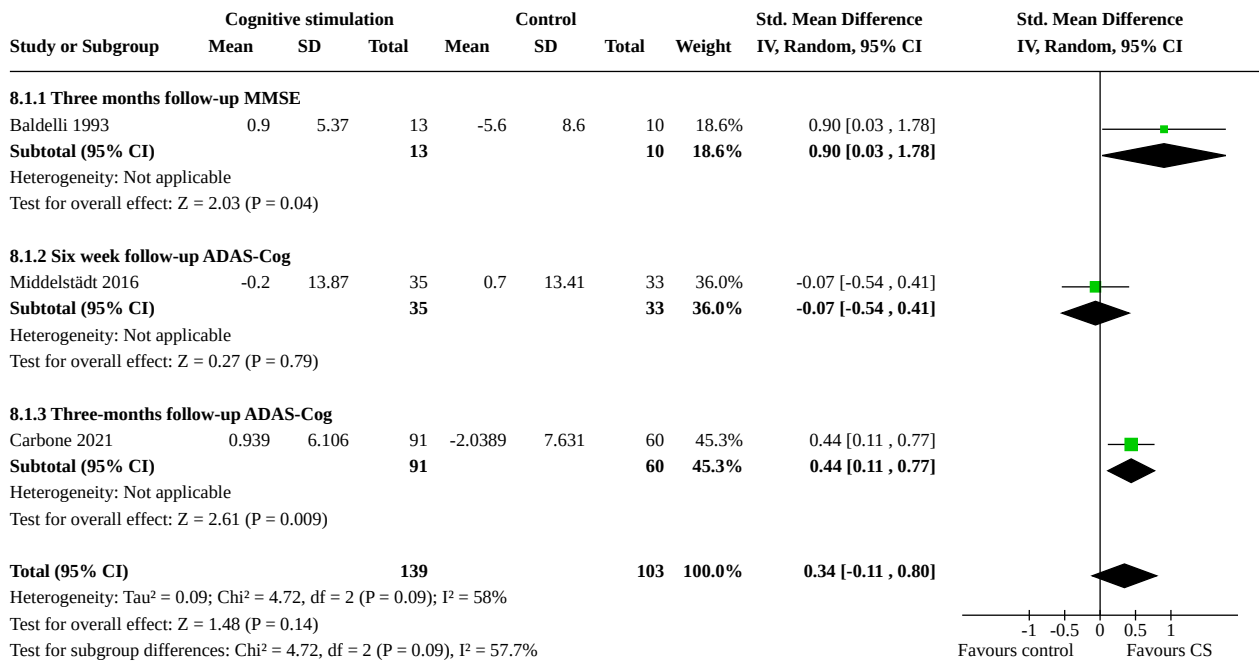 Cognitive stimulation Control Std. Mean Difference Std. Mean Difference
Study or Subgroup Mean SD Total Mean SD Total Weight IV, Random, 95% CI IV, Random, 95% CI
8.1.1 Three months follow-up MMSE
Baldelli 1993 0.9 5.37 13 -5.6 8.6 10 18.6% 0.90 [0.03 , 1.78]
Subtotal (95% CI) 13 10 18.6% 0.90 [0.03 , 1.78]
Heterogeneity: Not applicable
Test for overall effect: Z = 2.03 (P = 0.04)
8.1.2 Six week follow-up ADAS-Cog
Middelstädt 2016 -0.2 13.87 35 0.7 13.41 33 36.0% -0.07 [-0.54 , 0.41]
Subtotal (95% CI) 35 33 36.0% -0.07 [-0.54 , 0.41]
Heterogeneity: Not applicable
Test for overall effect: Z = 0.27 (P = 0.79)
8.1.3 Three-months follow-up ADAS-Cog
Carbone 2021 0.939 6.106 91 -2.0389 7.631 60 45.3% 0.44 [0.11 , 0.77]
Subtotal (95% CI) 91 60 45.3% 0.44 [0.11 , 0.77]
Heterogeneity: Not applicable
Test for overall effect: Z = 2.61 (P = 0.009)
Total (95% CI) 139 103 100.0% 0.34 [-0.11 , 0.80]
Heterogeneity: Tau² = 0.09; Chi² = 4.72, df = 2 (P = 0.09); I² = 58%
Test for overall effect: Z = 1.48 (P = 0.14) -1 -0.5 0 0.5 1
Test for subgroup differences: Chi² = 4.72, df = 2 (P = 0.09), I² = 57.7% Favours control Favours CS